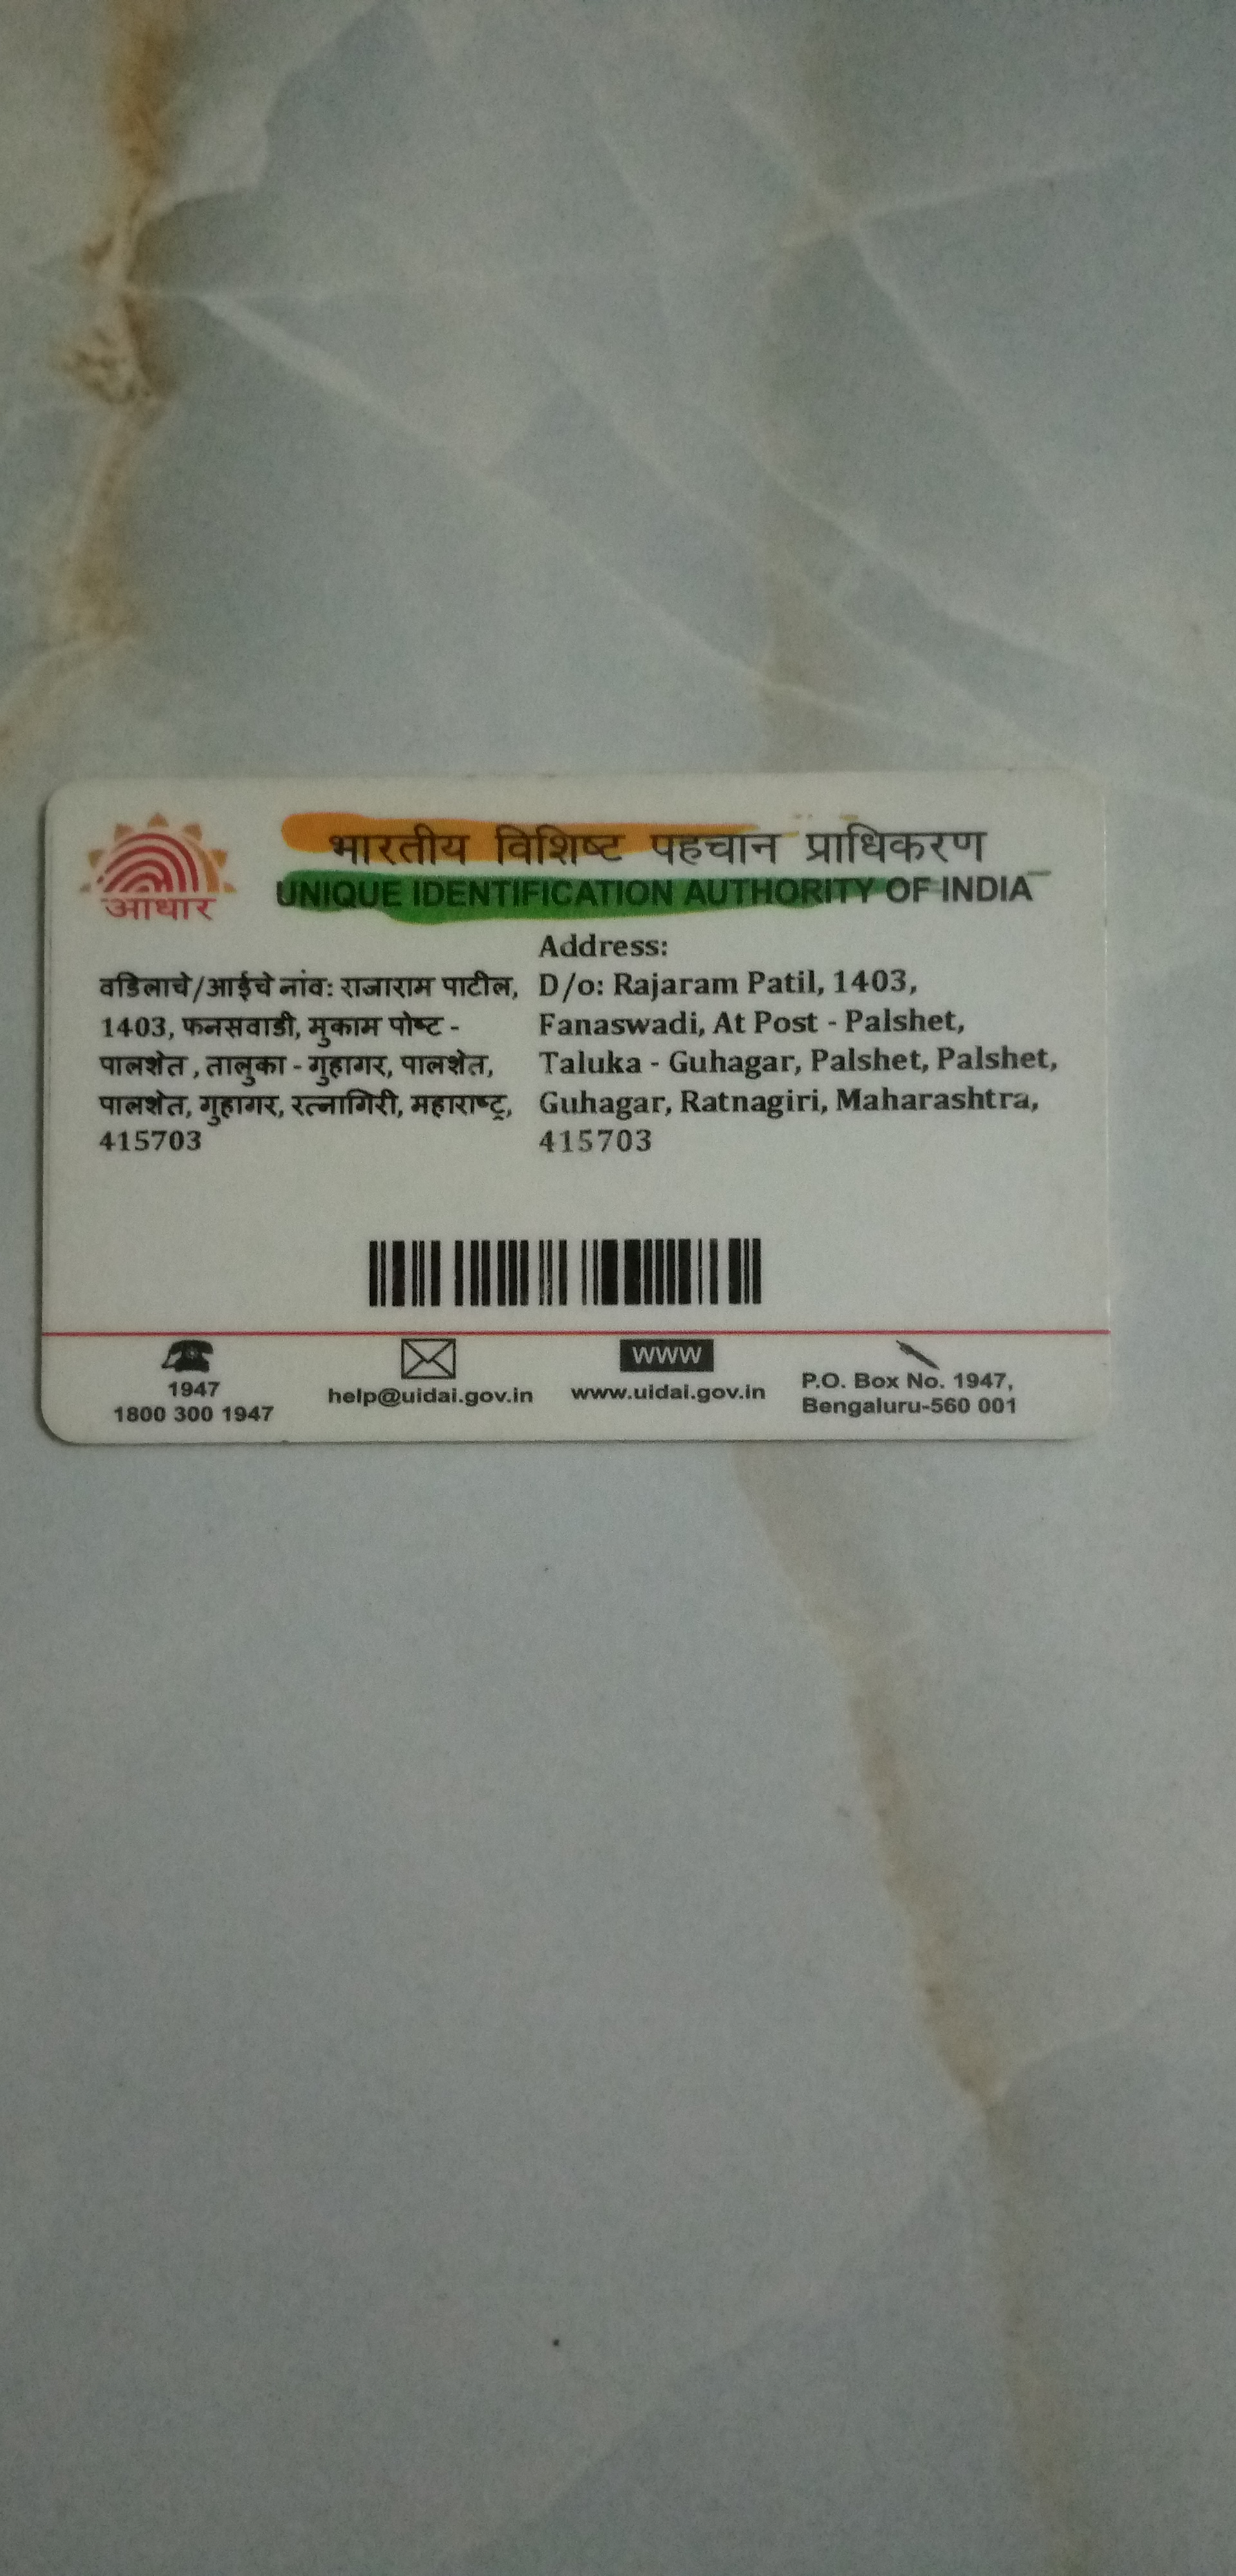 आधार
भारतीय विशिष्ट पहचान प्राधिकरण
UNIQUE IDENTIFICATION AUTHORITY OF INDIA
वडिलाचे/आईचे नांव: राजाराम पाटील,
1403, फनसवाडी, मुकाम पोष्ट -
पालशेत , तालुका - गुहागर, पालशेत,
पालशेत, गुहागर, रत्नागिरी, महाराष्ट्र,
415703
Address:
D/o: Rajaram Patil, 1403,
Fanaswadi, At Post - Palshet,
Taluka - Guhagar, Palshet, Palshet,
Guhagar, Ratnagiri, Maharashtra,
415703
1947
1800 300 1947
help@uidai.gov.in
www
www.uidai.gov.in
P.O. Box No. 1947,
Bengaluru-560 001